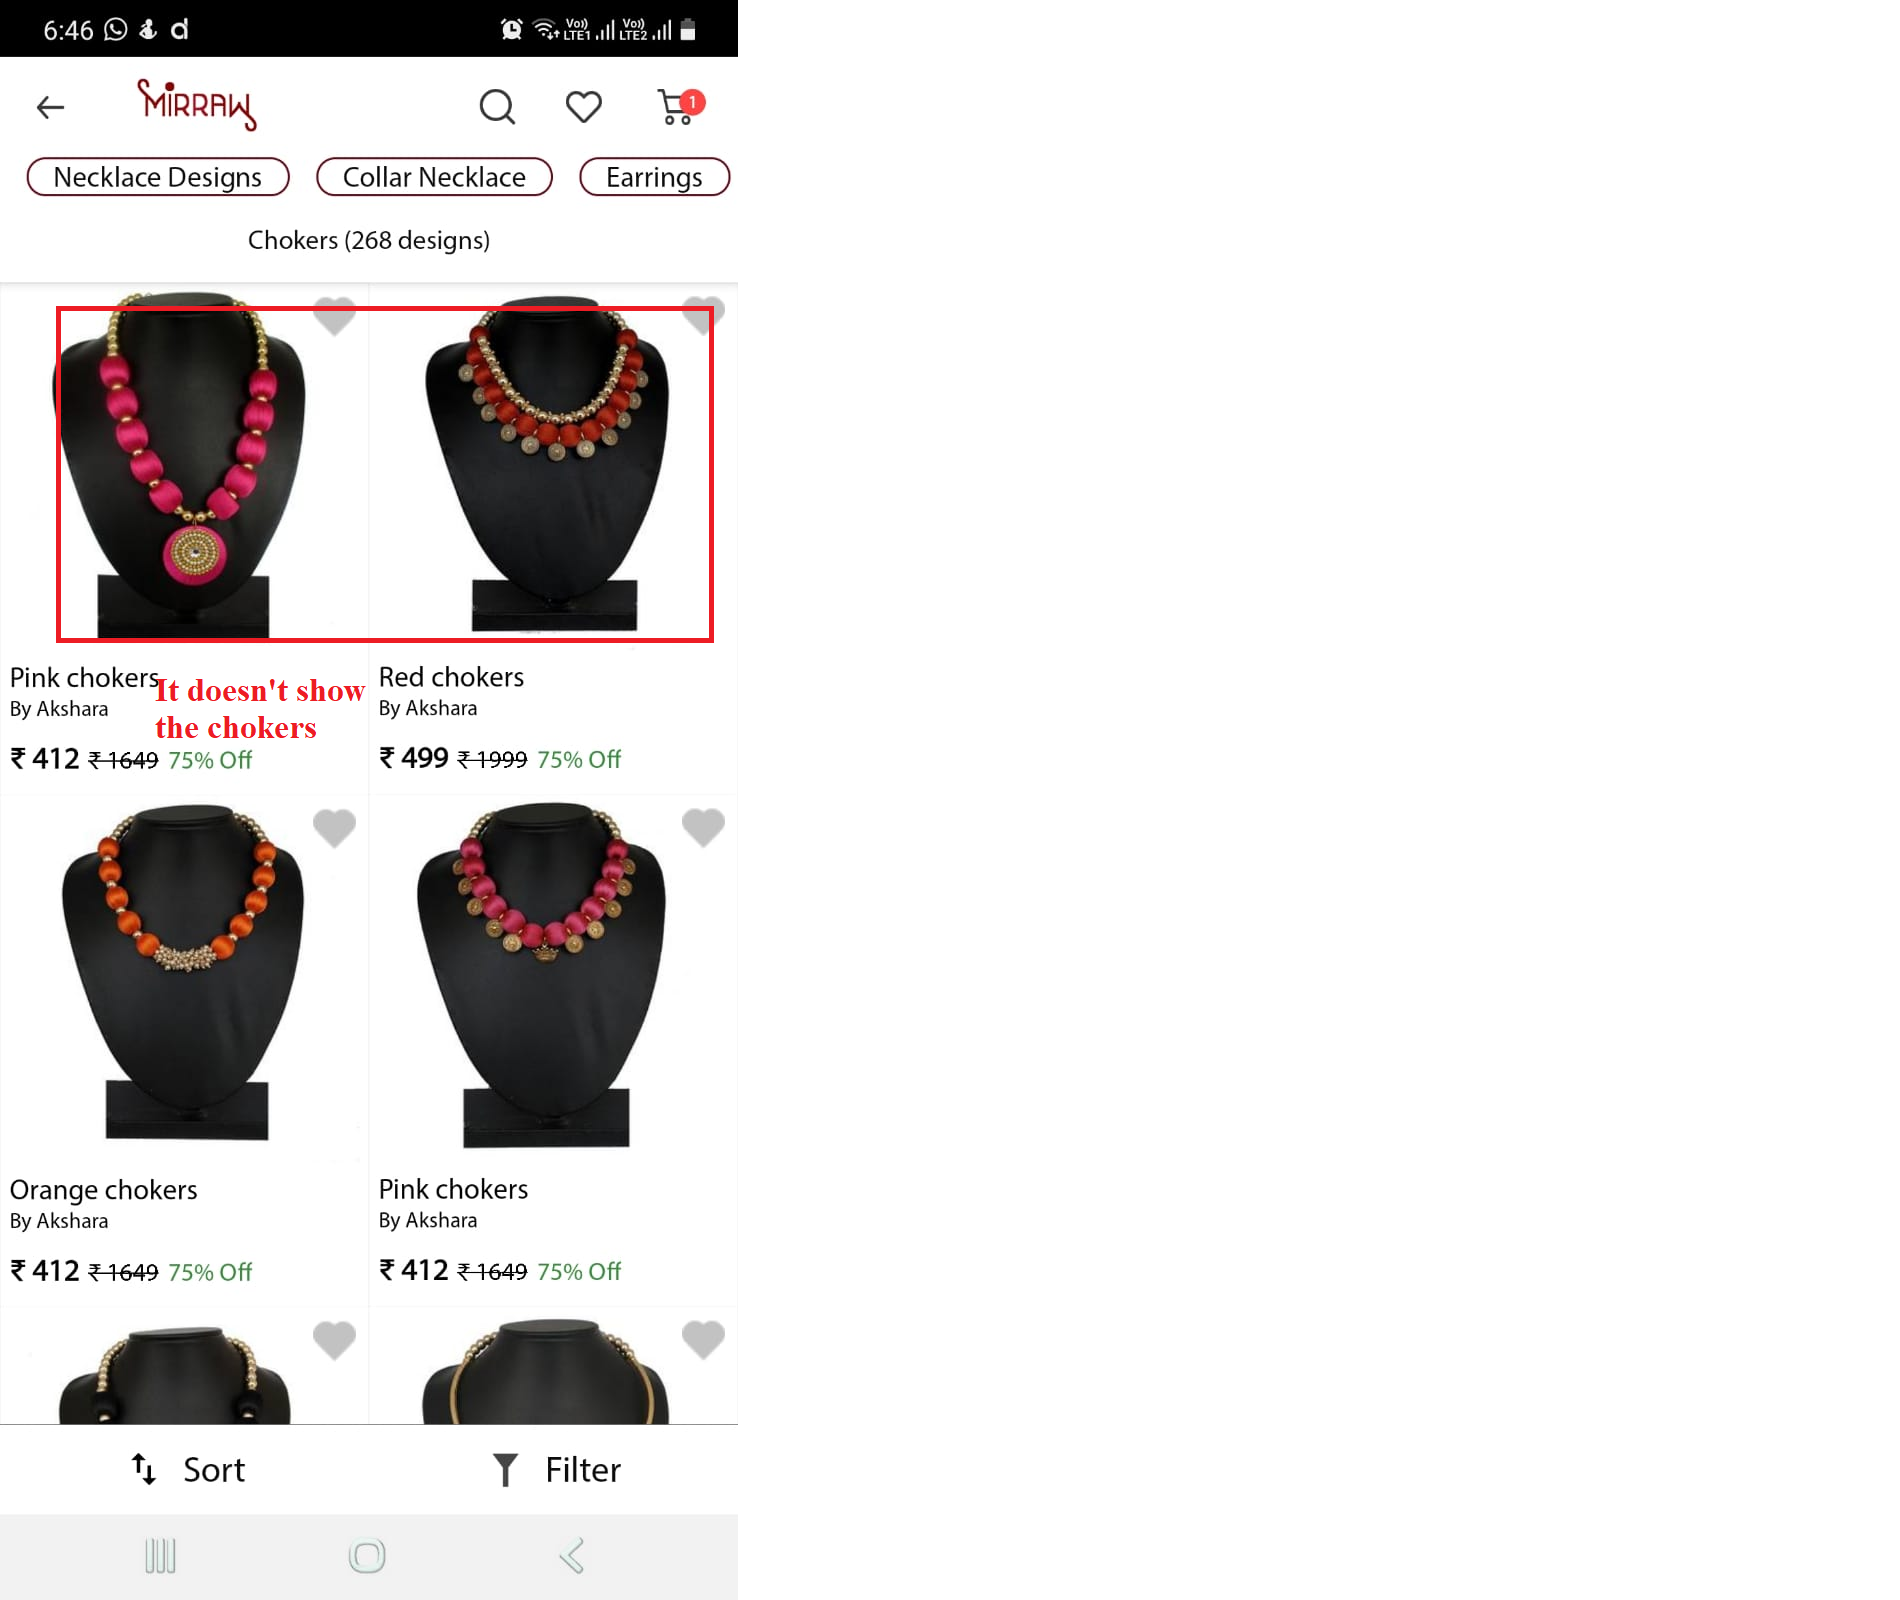 6:46
Vo)) LTE1 Vo)) LTE2
MIRRAW
1
Necklace Designs Collar Necklace Earrings
Chokers (268 designs)
Pink chokers
By Akshara
₹ 412 ₹ 1649 75% Off
It doesn't show
the chokers
Red chokers
By Akshara
₹ 499 ₹ 1999 75% Off
Orange chokers
By Akshara
₹ 412 ₹ 1649 75% Off
Pink chokers
By Akshara
₹ 412 ₹ 1649 75% Off
Sort Filter